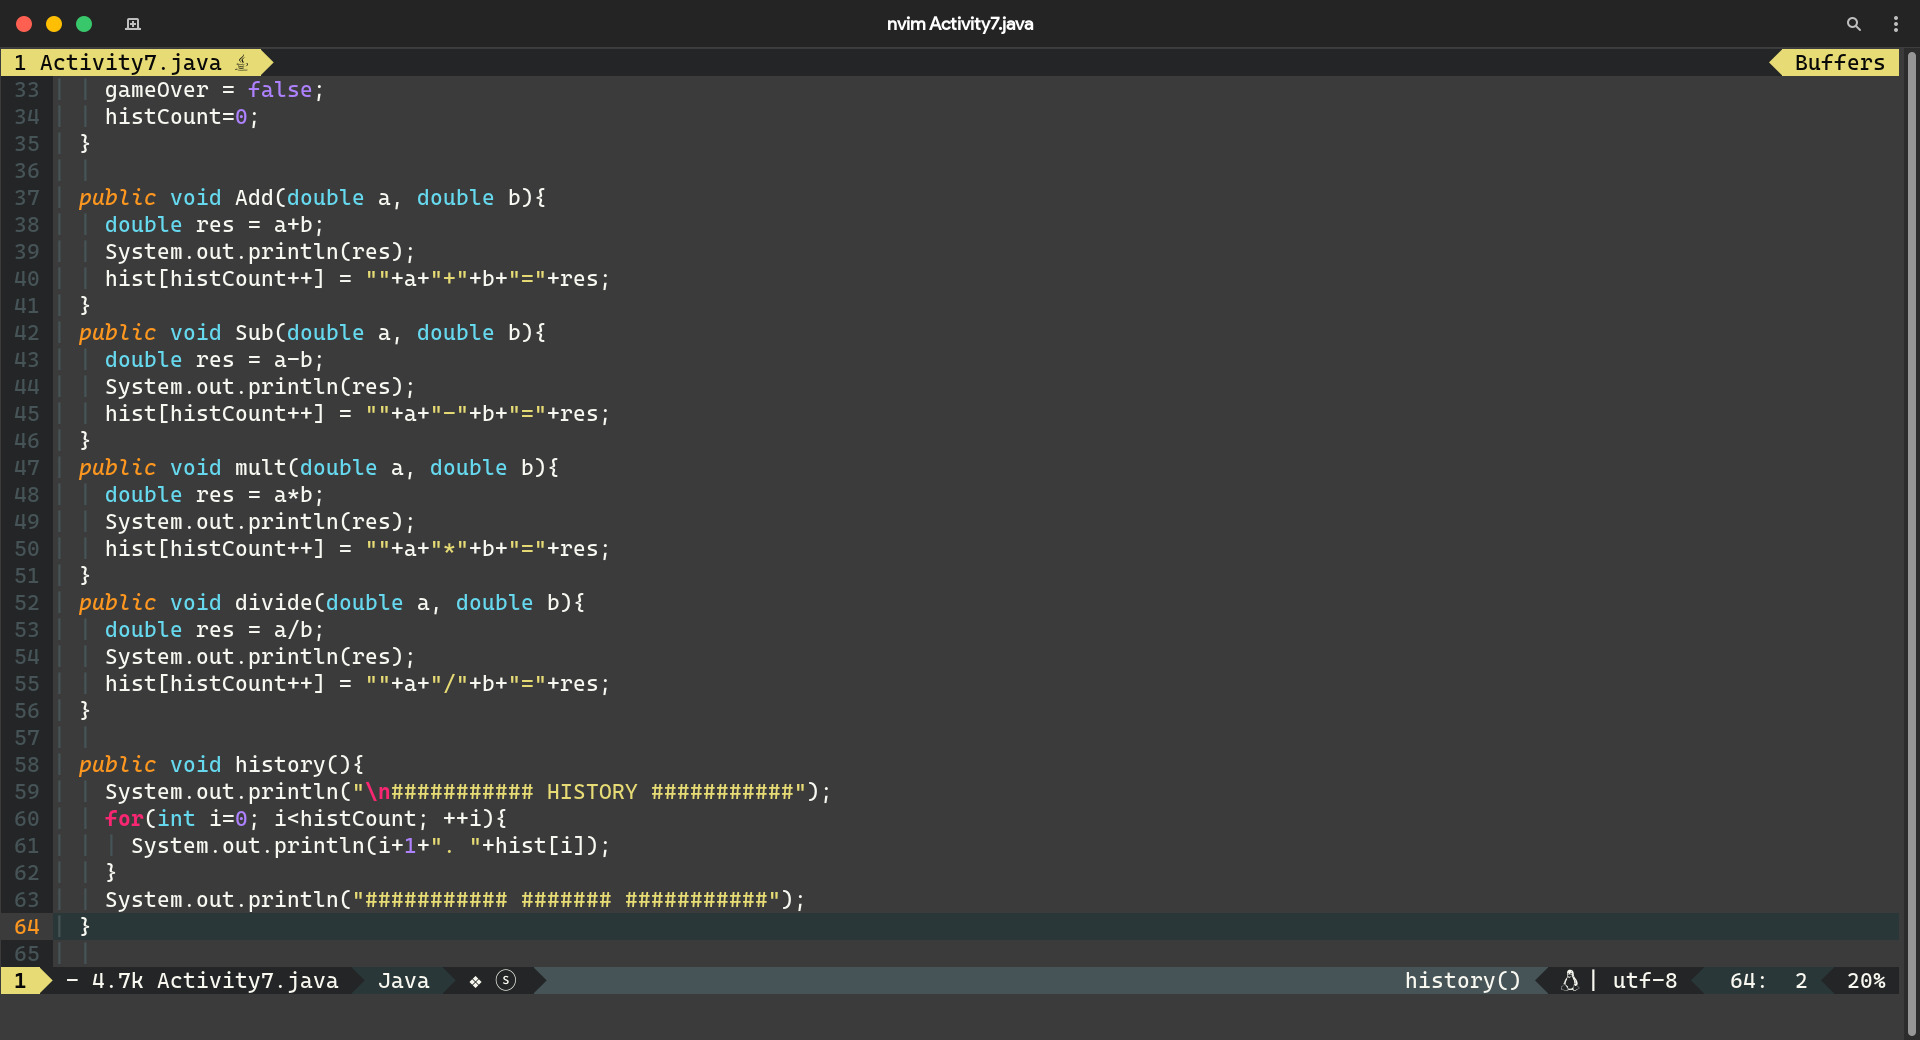 nvim Activity7.java
1 Activity7.java Buffers
33 gameOver = false;
34 histCount=0;
35 }
36
37 public void Add(double a, double b){
38 double res = a+b;
39 System.out.println(res);
40 hist[histCount++] = ""+a+"+"+b+"="+res;
41 }
42 public void Sub(double a, double b){
43 double res = a-b;
44 System.out.println(res);
45 hist[histCount++] = ""+a+"-"+b+"="+res;
46 }
47 public void mult(double a, double b){
48 double res = a*b;
49 System.out.println(res);
50 hist[histCount++] = ""+a+"*"+b+"="+res;
51 }
52 public void divide(double a, double b){
53 double res = a/b;
54 System.out.println(res);
55 hist[histCount++] = ""+a+"/"+b+"="+res;
56 }
57
58 public void history(){
59 System.out.println("\n########### HISTORY ###########");
60 for(int i=0; i<histCount; ++i){
61 System.out.println(i+1+". "+hist[i]);
62 }
63 System.out.println("########### ####### ###########");
64 }
65
1 - 4.7k Activity7.java Java ❖ Ⓢ history() | utf-8 64: 2 20%